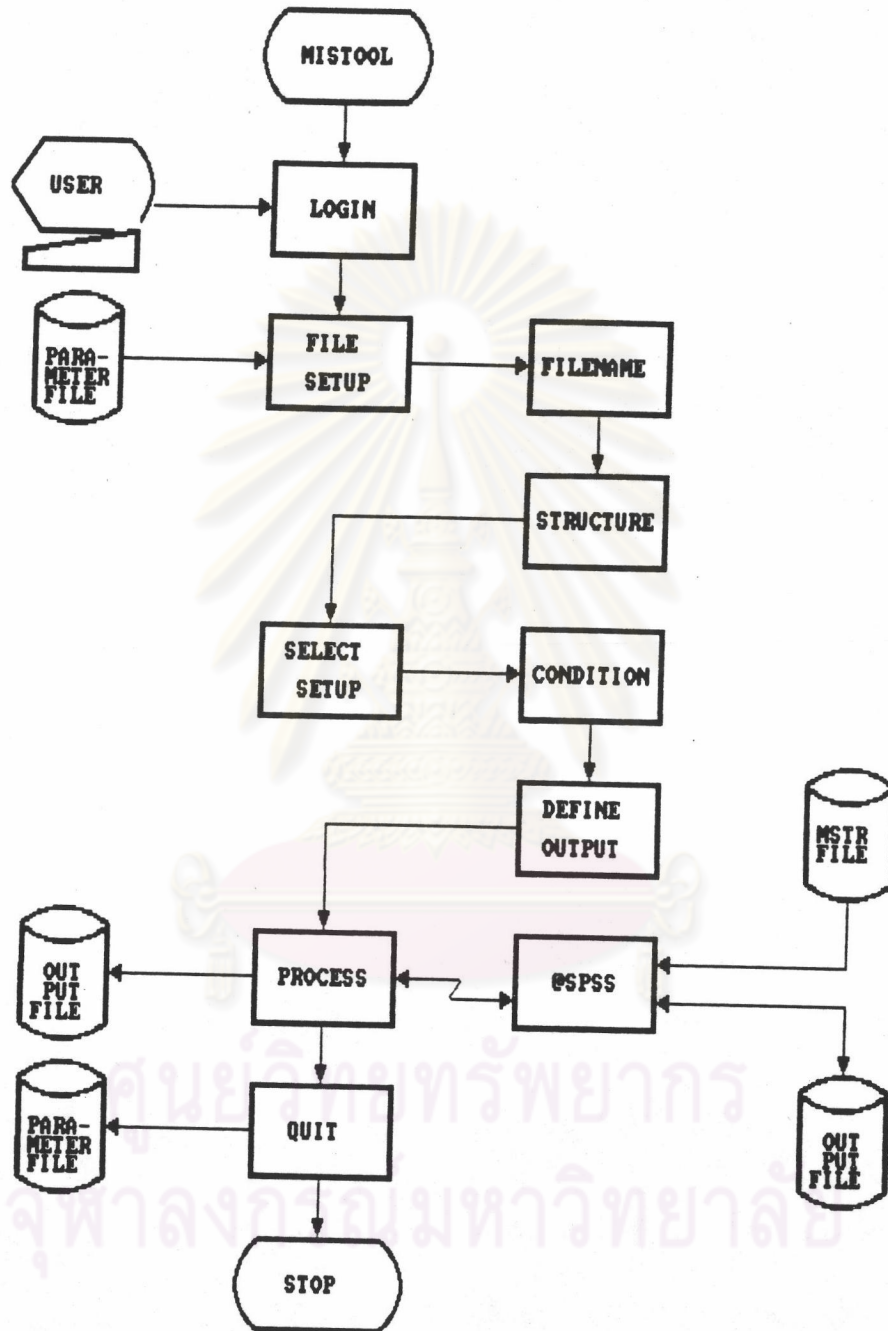 MISTOOL
USER
LOGIN
PARA-
METER
FILE
FILE
SETUP
FILENAME
STRUCTURE
SELECT
SETUP
CONDITION
DEFINE
OUTPUT
MSTR
FILE
OUT
PUT
FILE
PROCESS
@SPSS
PARA-
METER
FILE
QUIT
OUT
PUT
FILE
STOP
ศูนย์วิทยทรัพยากร
จุฬาลงกรณ์มหาวิทยาลัย